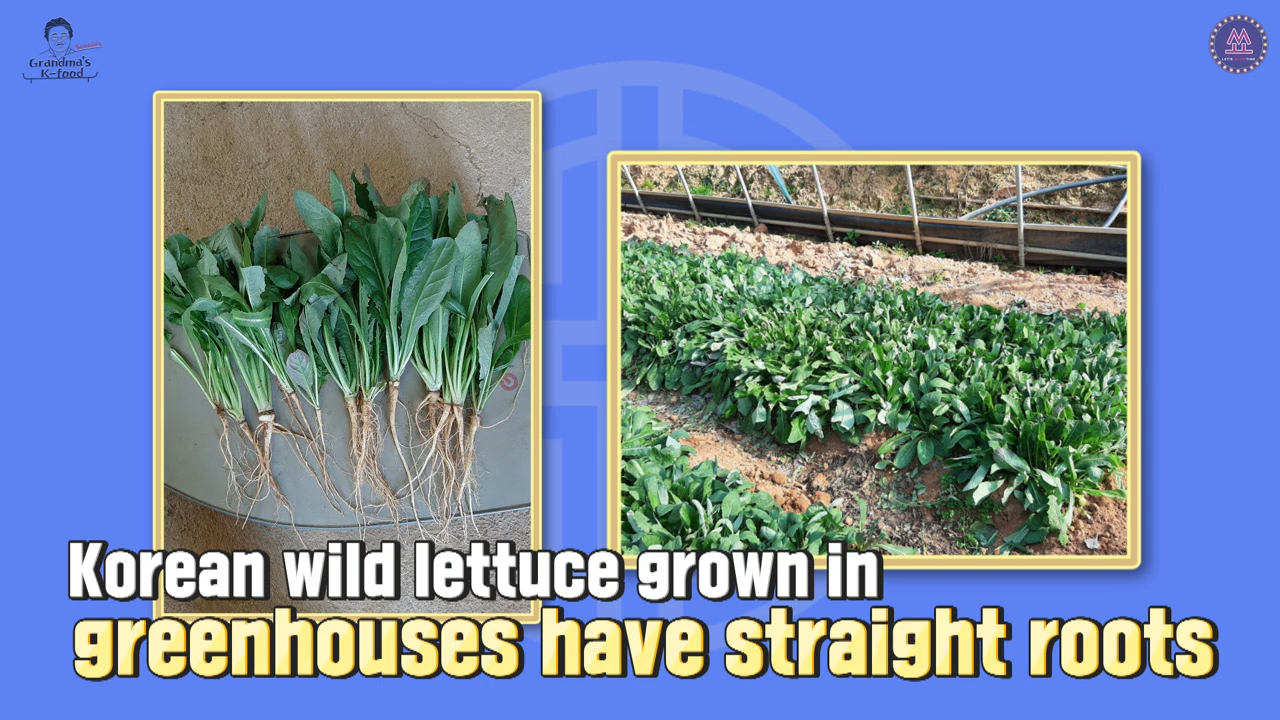 Grandma's
K-food
Korean wild lettuce grown in
greenhouses have straight roots